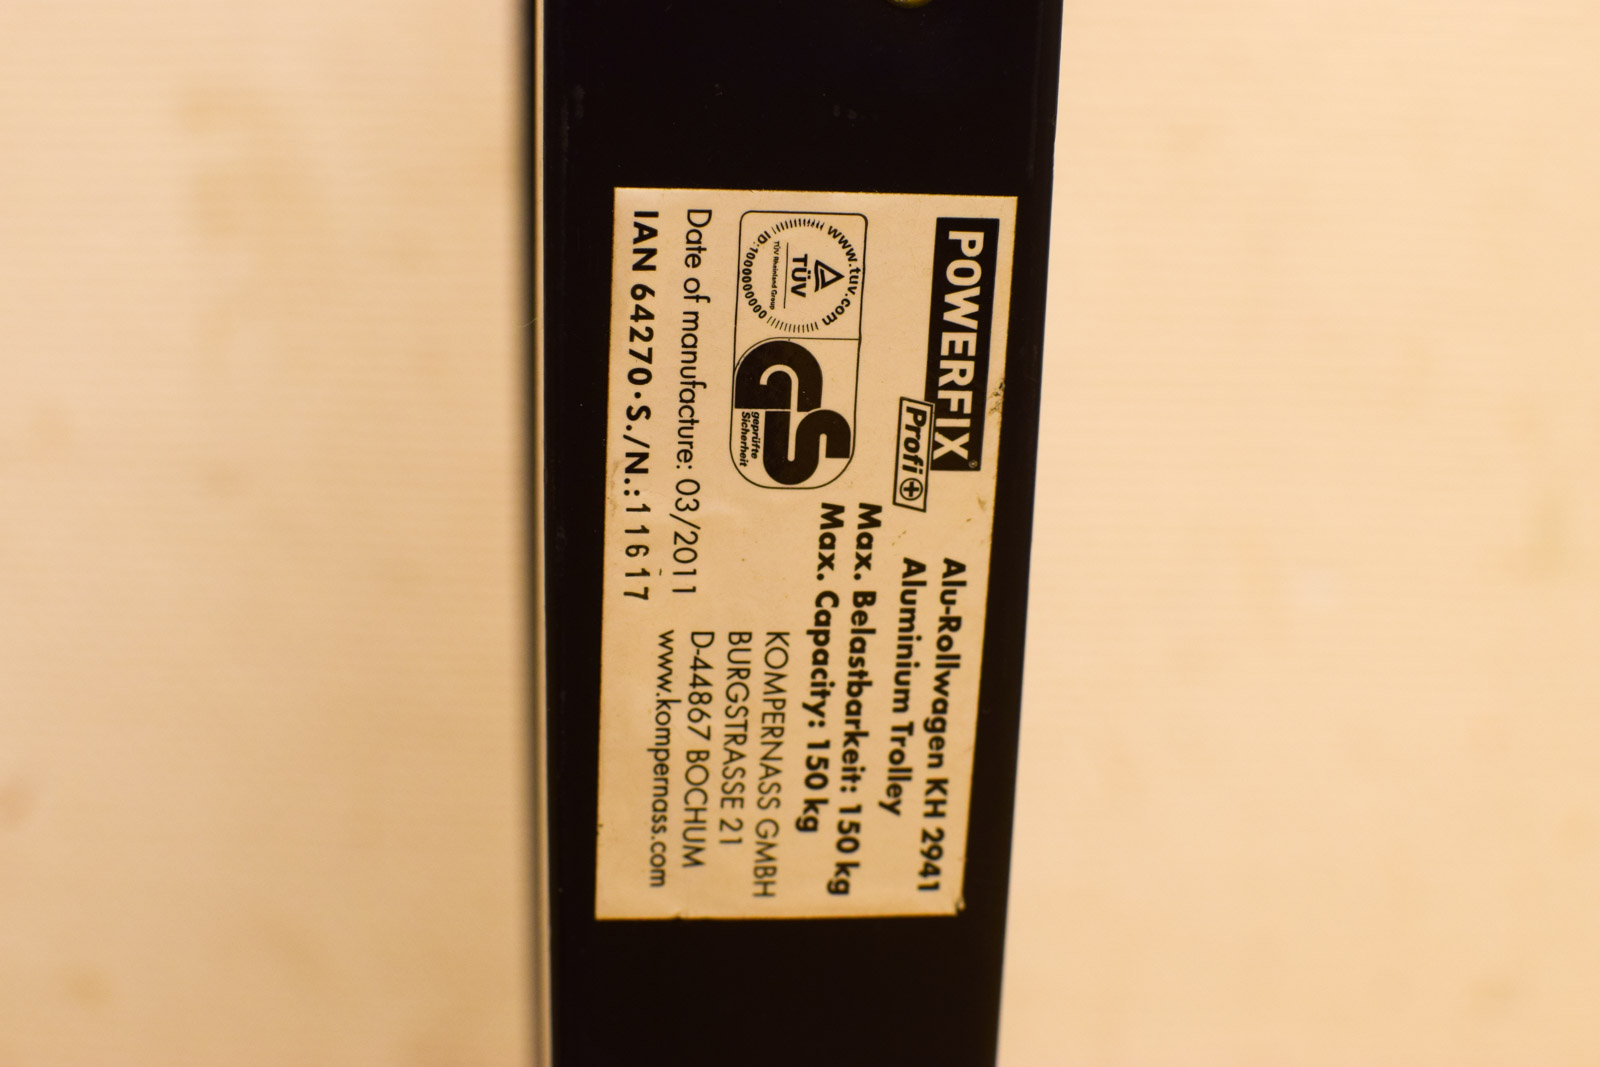 POWERFIX®
Profi+
Alu-Rollwagen KH 2941
Aluminium Trolley
Max. Belastbarkeit: 150 kg
Max. Capacity: 150 kg
www.tuv.com
TÜV
TÜV Rheinland Group
ID:1000000000
GS
geprüfte
Sicherheit
Date of manufacture: 03/2011
IAN 64270 • S./N.:11617
KOMPERNASS GMBH
BURGSTRASSE 21
D-44867 BOCHUM
www.kompernass.com